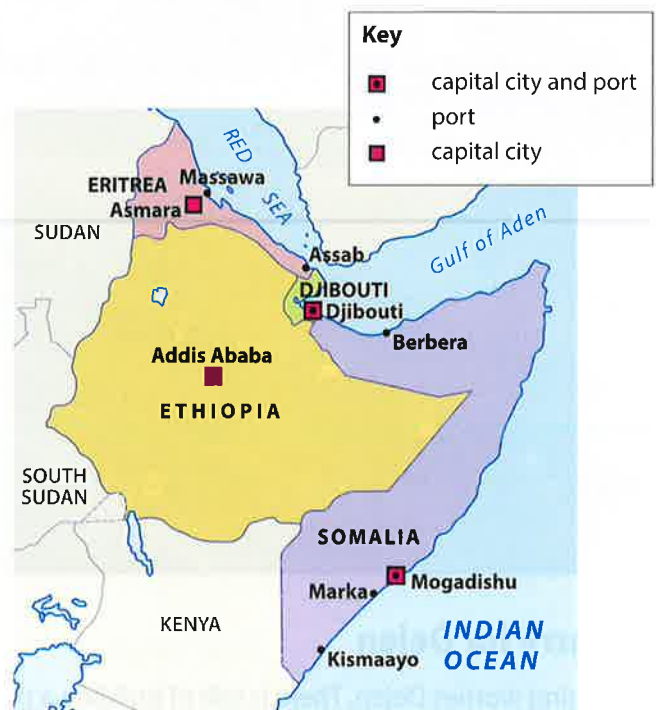 Key
capital city and port
port
capital city
RED
SEA
ERITREA
Massawa
Asmara
SUDAN
Gulf of Aden
Assab
DJIBOUTI
Djibouti
Berbera
Addis Ababa
ETHIOPIA
SOUTH
SUDAN
SOMALIA
Mogadishu
Marka
KENYA
INDIAN
OCEAN
Kismaayo